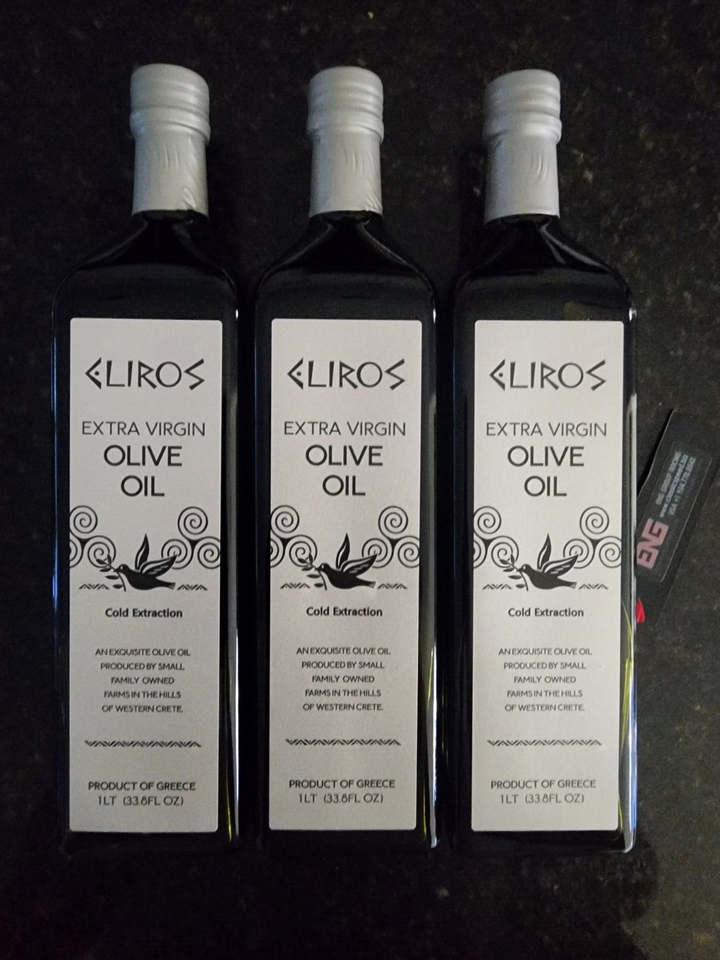 ELIROS
EXTRA VIRGIN
OLIVE
OIL
Cold Extraction
AN EXQUISITE OLIVE OIL
PRODUCED BY SMALL
FAMILY OWNED
FARMS IN THE HILLS
OF WESTERN CRETE.
PRODUCT OF GREECE
1LT (33.8FL OZ)
ELIROS
EXTRA VIRGIN
OLIVE
OIL
Cold Extraction
AN EXQUISITE OLIVE OIL
PRODUCED BY SMALL
FAMILY OWNED
FARMS IN THE HILLS
OF WESTERN CRETE.
PRODUCT OF GREECE
1LT (33.8FL OZ)
ELIROS
EXTRA VIRGIN
OLIVE
OIL
Cold Extraction
AN EXQUISITE OLIVE OIL
PRODUCED BY SMALL
FAMILY OWNED
FARMS IN THE HILLS
OF WESTERN CRETE.
PRODUCT OF GREECE
1LT (33.8FL OZ)
ENG